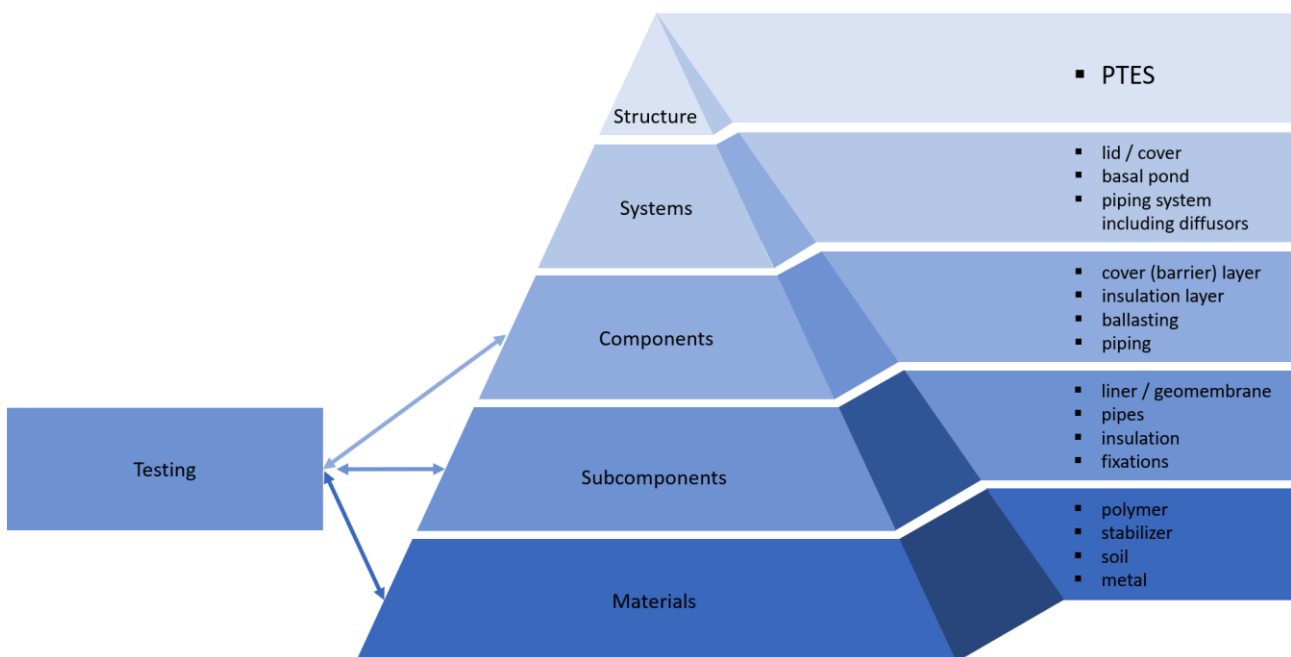 PTES
Structure
lid / cover
basal pond
piping system
including diffusors
Systems
cover (barrier) layer
insulation layer
ballasting
piping
Components
liner / geomembrane
pipes
insulation
fixations
Testing
Subcomponents
polymer
stabilizer
soil
metal
Materials